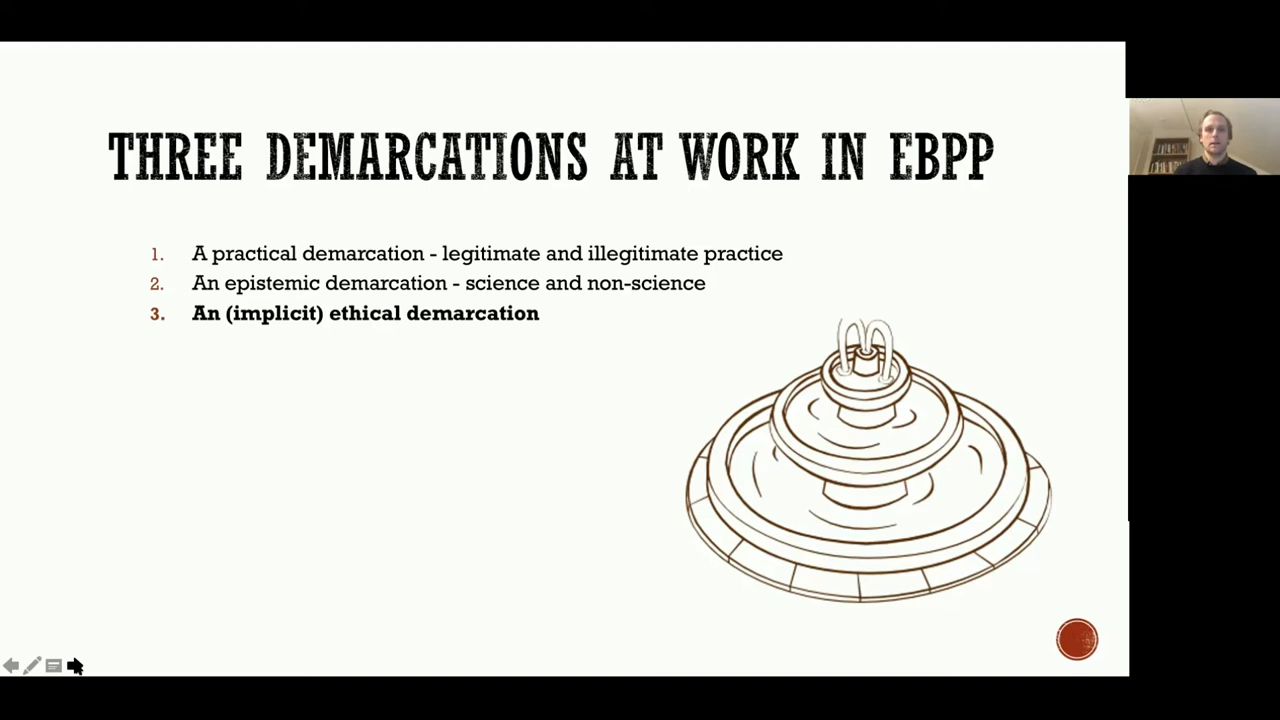 THREE DEMARCATIONS AT WORK IN EBPP
1. A practical demarcation - legitimate and illegitimate practice
2. An epistemic demarcation - science and non-science
3. An (implicit) ethical demarcation